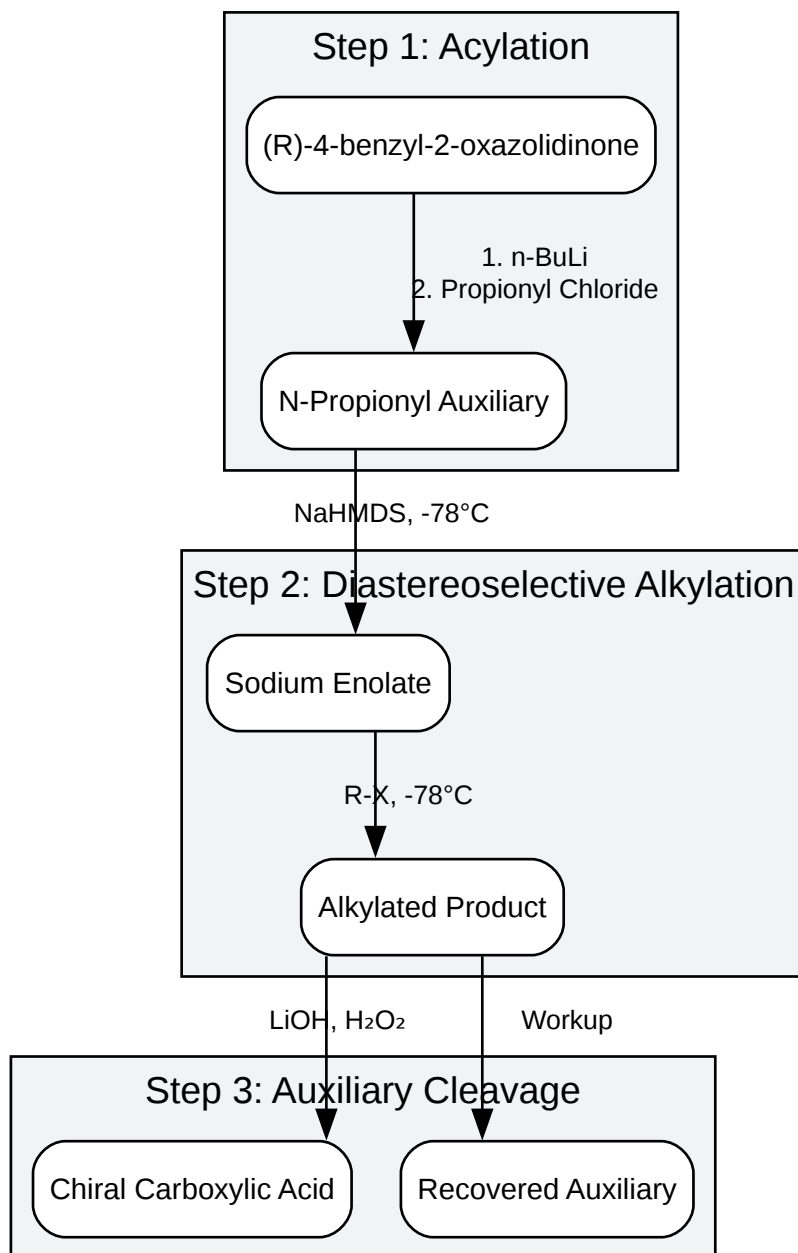 Step 1: Acylation
(R)-4-benzyl-2-oxazolidinone
1. n-BuLi
2. Propionyl Chloride
N-Propionyl Auxiliary
NaHMDS, -78°C
Step 2: Diastereoselective Alkylation
Sodium Enolate
R-X, -78°C
Alkylated Product
LiOH, H₂O₂
Workup
Step 3: Auxiliary Cleavage
Chiral Carboxylic Acid
Recovered Auxiliary